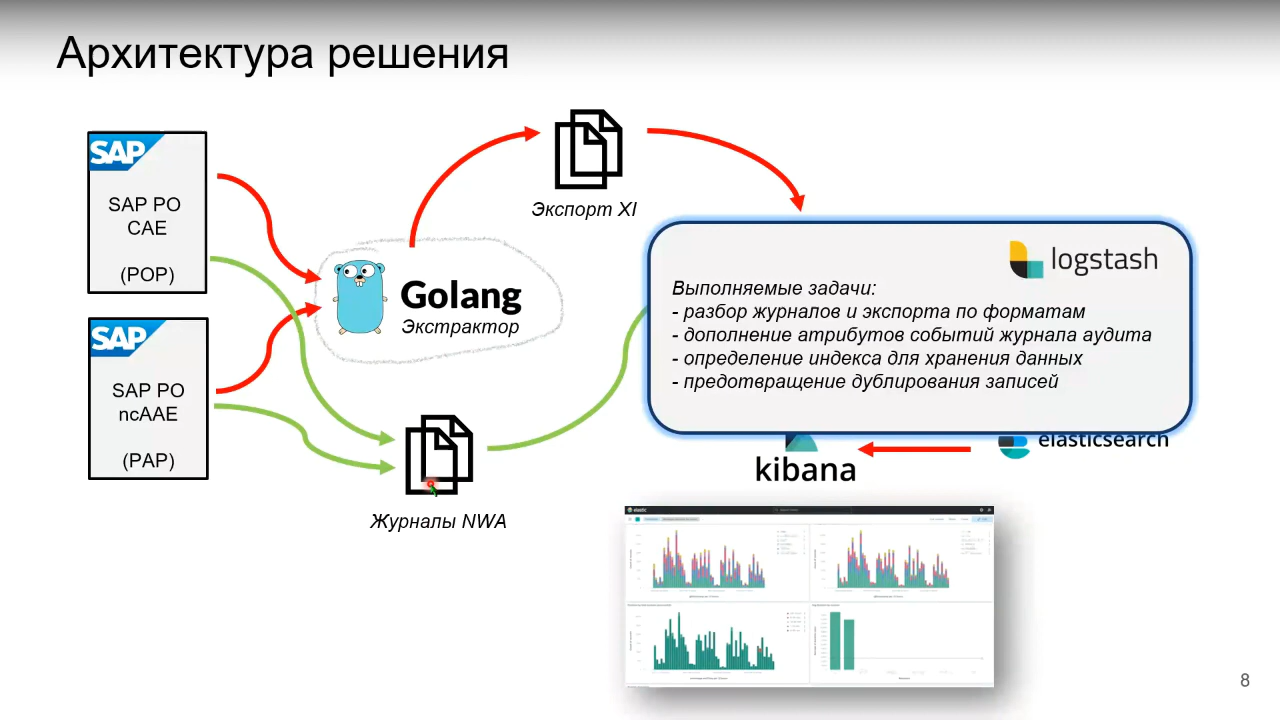 Архитектура решения
SAP
SAP PO
CAE
(POP)
SAP
SAP PO
ncAAE
(PAP)
Golang
Экстрактор
Экспорт XI
Журналы NWA
logstash
Выполняемые задачи:
- разбор журналов и экспорта по форматам
- дополнение атрибутов событий журнала аудита
- определение индекса для хранения данных
- предотвращение дублирования записей
elasticsearch
kibana
elastic
8